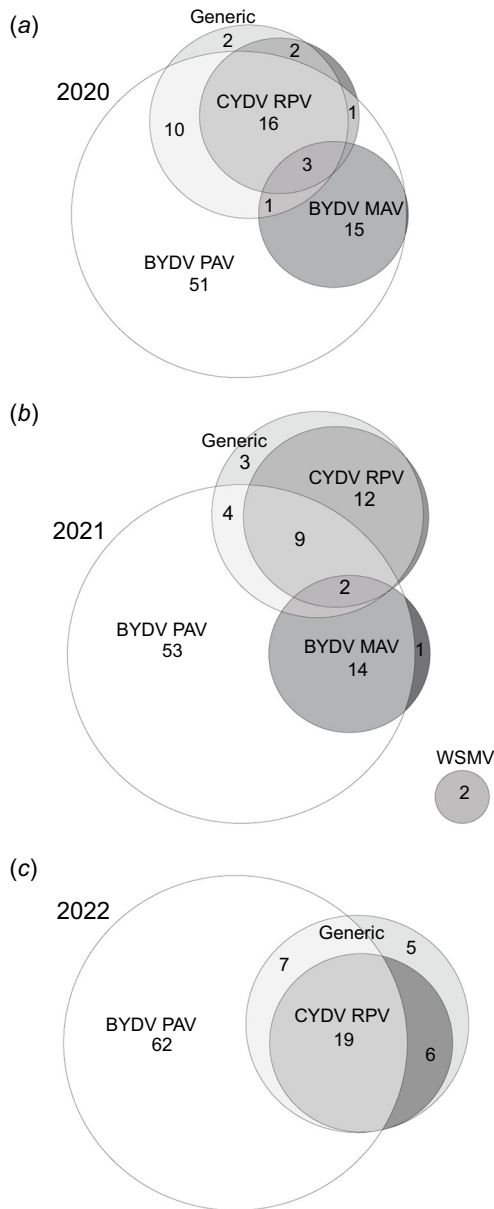 (a)
Generic
2
2
2020
CYDV RPV
16
10
1
3
1
BYDV MAV
15
BYDV PAV
51
(b)
Generic
3
CYDV RPV
12
4
2021
9
2
BYDV PAV
53
BYDV MAV
14
1
WSMV
2
(c)
2022
Generic
5
7
CYDV RPV
19
BYDV PAV
62
6